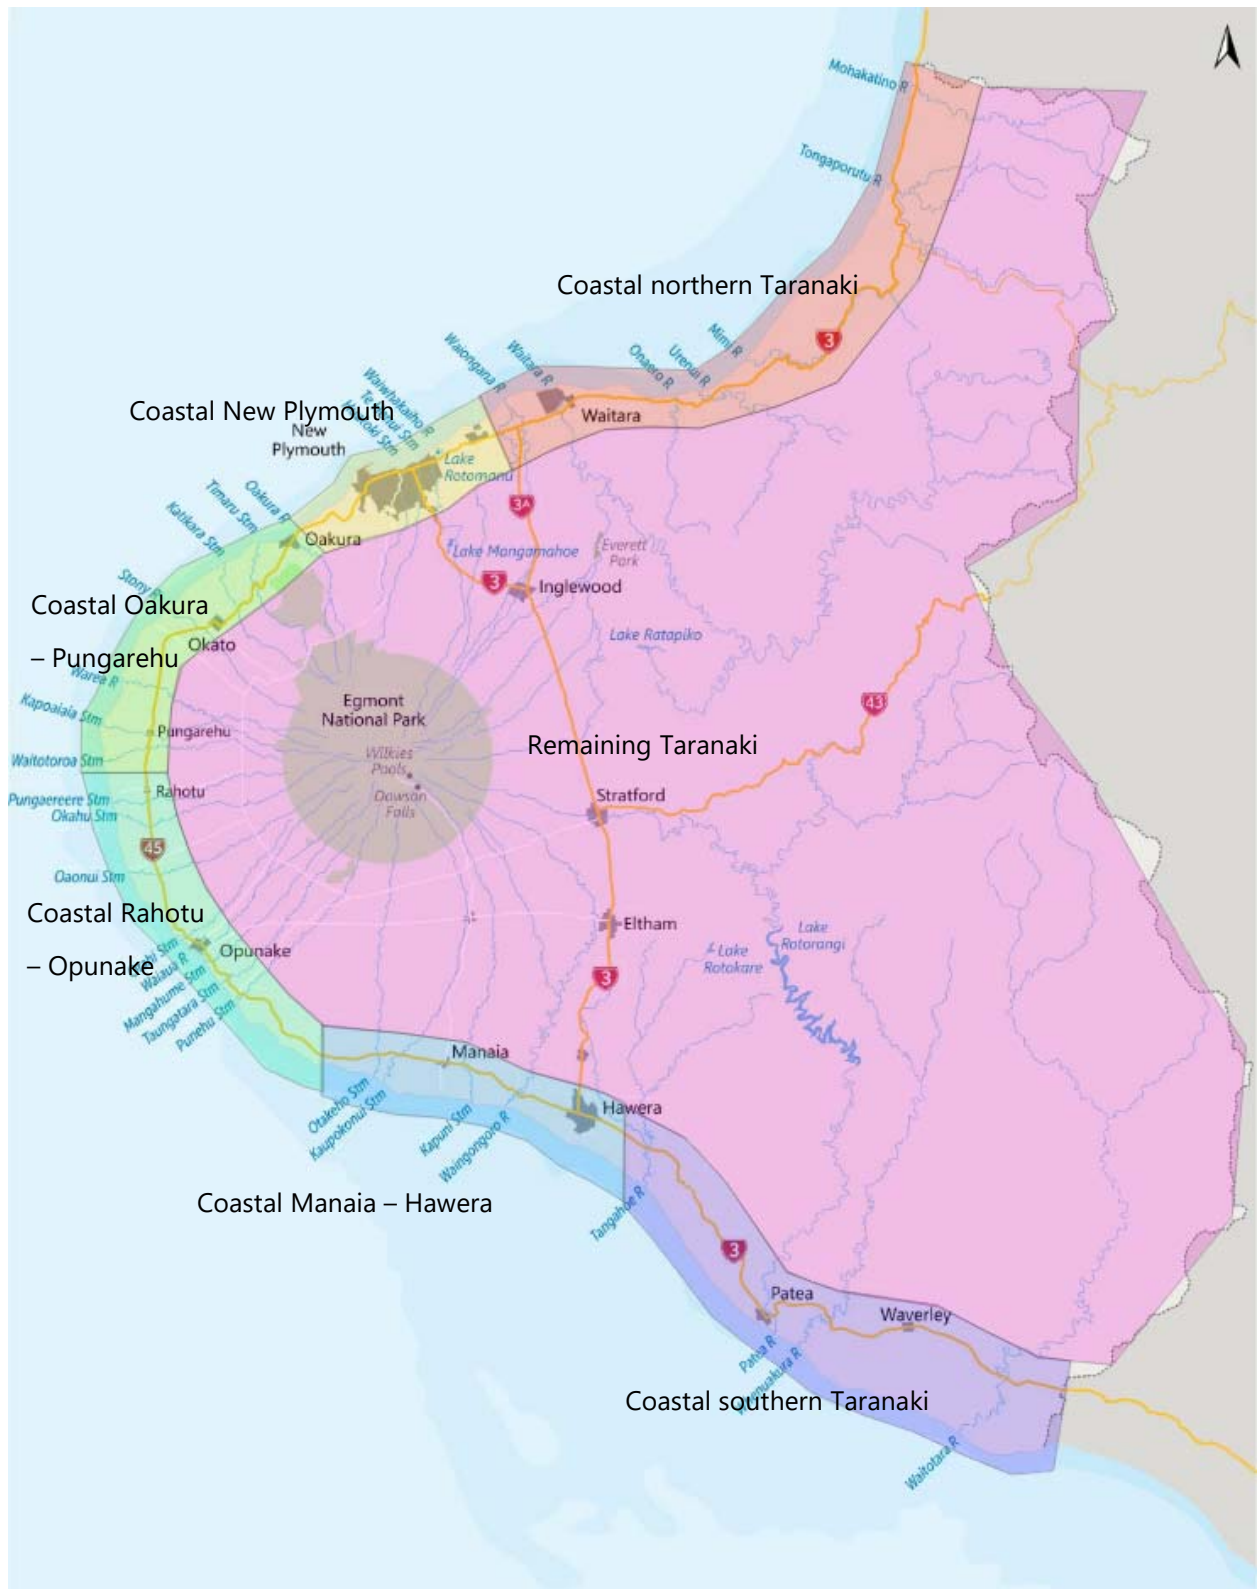 Mohakatino R
Tongaporutu R
Coastal northern Taranaki
3
Mimi R
Urenui R
Onaero R
Waitara R
Waiongana R
Waitara
Coastal New Plymouth
Waiwhakaiho R
New
Plymouth
Lake
Rotomanu
3A
Oakura R
Timaru Stm
Katikara Stm
Oakura
Lake Mangamahoe
Everett
Park
3
Inglewood
Stony
Coastal Oakura
– Pungarehu
Okato
Lake Ratapiko
Warea R
Kapoaiaia Stm
Egmont
National Park
43
Pungarehu
Remaining Taranaki
Waitotoroa Stm
Wilkies
Pools
Dawson
Falls
Rahotu
Stratford
Pungaereere Stm
Okahu Stm
45
Oaonui Stm
Coastal Rahotu
– Opunake
Opunake
Eltham
Lake
Rotorangi
Lake
Rotokare
3
Waiaua R
Mangahume Stm
Taungatara Stm
Punehu Stm
Manaia
Otakeho Stm
Kaupokonui Stm
Kapuni Stm
Waingongoro R
Hawera
Coastal Manaia – Hawera
Tangahoe R
3
Patea
Waverley
Patea R
Coastal southern Taranaki
Waitotara R